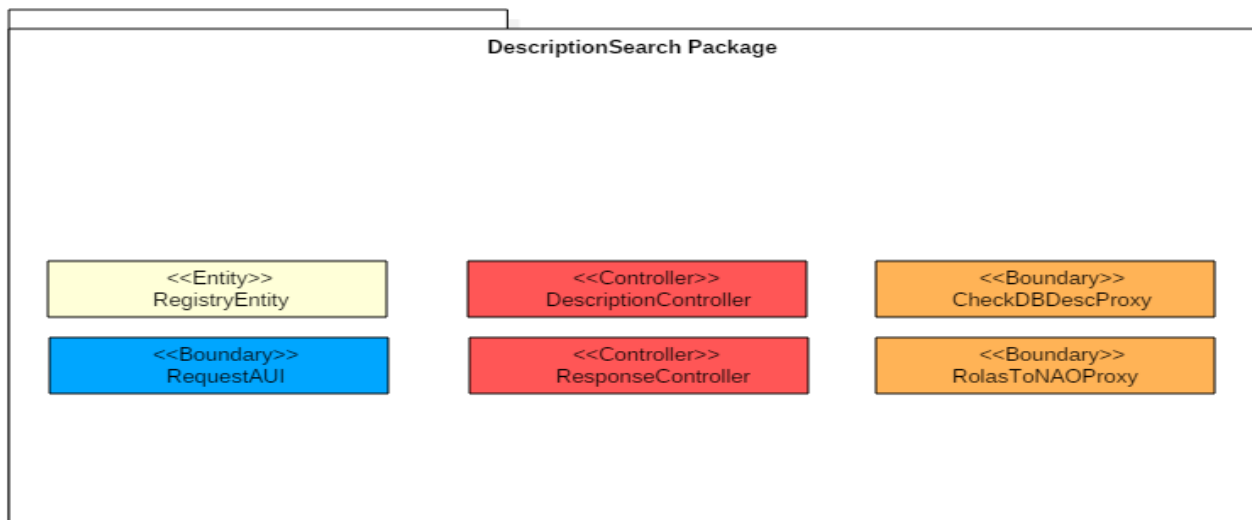 DescriptionSearch Package
<<Entity>>
RegistryEntity
<<Controller>>
DescriptionController
<<Boundary>>
CheckDBDescProxy
<<Boundary>>
RequestAUI
<<Controller>>
ResponseController
<<Boundary>>
RolasToNAOProxy